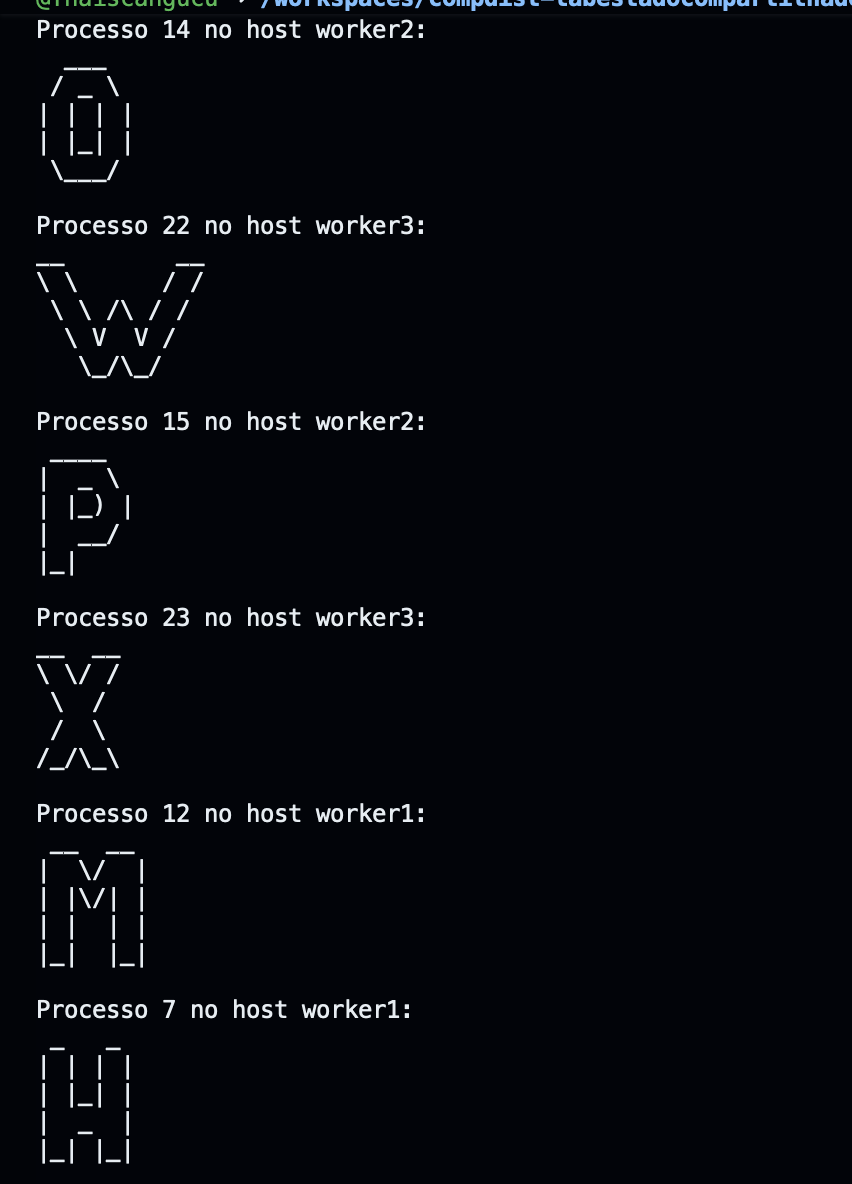 Processo 14 no host worker2:
O
Processo 22 no host worker3:
W
Processo 15 no host worker2:
P
Processo 23 no host worker3:
X
Processo 12 no host worker1:
M
Processo 7 no host worker1:
H